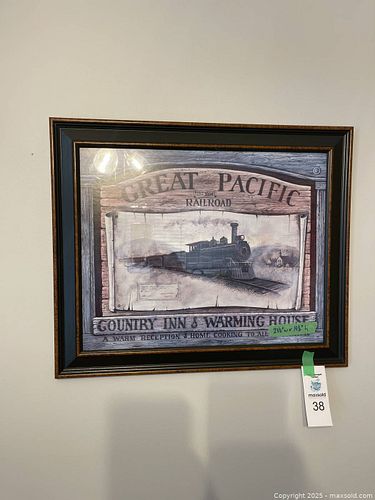 GREAT PACIFIC
RAILROAD
COUNTRY INN & WARMING HOUSE
A WARM RECEPTION & HOME COOKING TO ALL
maxsold
38
Copyright 2025 - maxsold.com